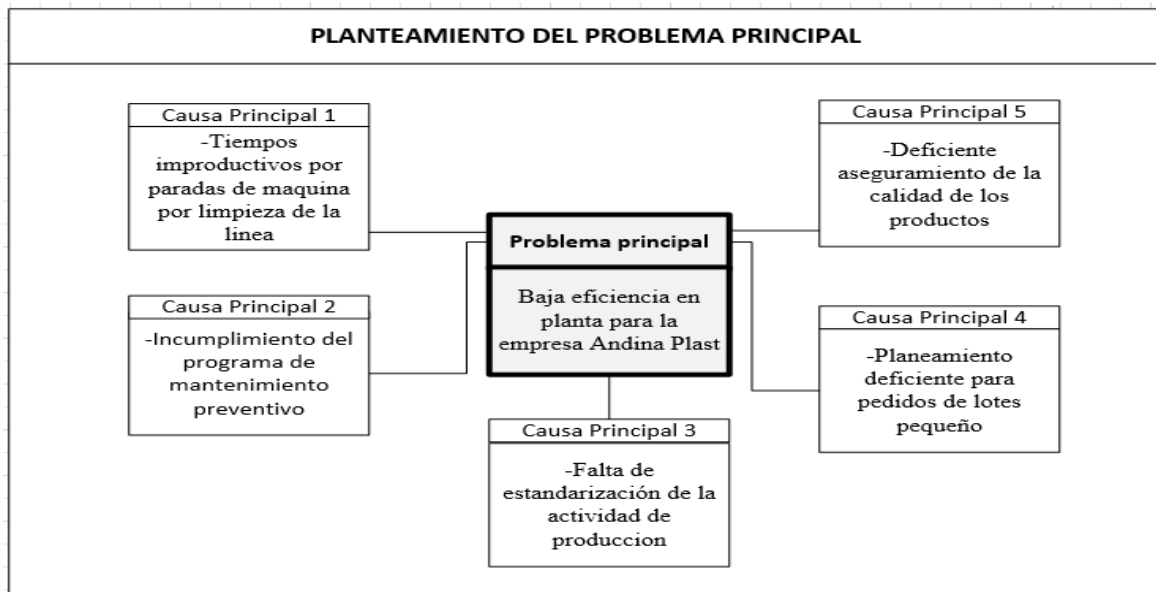 PLANTEAMIENTO DEL PROBLEMA PRINCIPAL
Causa Principal 1
-Tiempos
improductivos por
paradas de maquina
por limpieza de la
linea
Causa Principal 2
-Incumplimiento del
programa de
mantenimiento
preventivo
Problema principal
Baja eficiencia en
planta para la
empresa Andina Plast
Causa Principal 3
-Falta de
estandarización de la
actividad de
produccion
Causa Principal 5
-Deficiente
aseguramiento de la
calidad de los
productos
Causa Principal 4
-Planeamiento
deficiente para
pedidos de lotes
pequeño